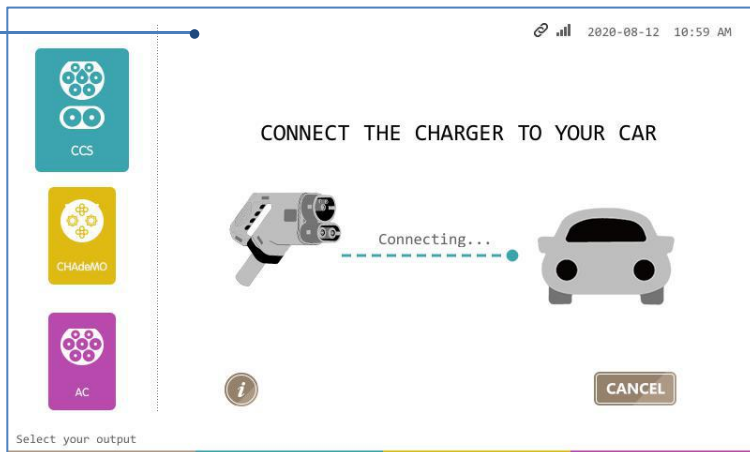 2020-08-12 10:59 AM
CCS
CONNECT THE CHARGER TO YOUR CAR
CHAdeMO
Connecting...
AC
i
CANCEL
Select your output